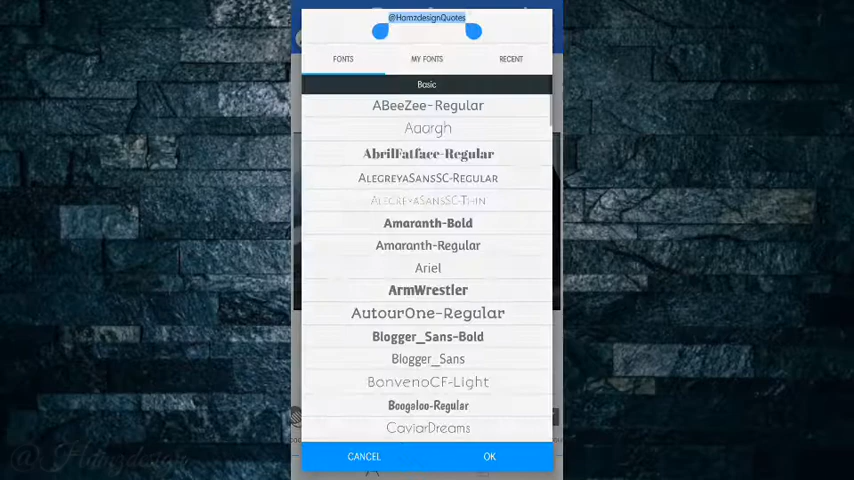 @HamzdesignQuotes
FONTS
MY FONTS
RECENT
Basic
ABeeZee-Regular
Aaargh
AbrilFatface-Regular
AlegreyaSansSC-Regular
AlegreyaSansSC-Thin
Amaranth-Bold
Amaranth-Regular
Ariel
ArmWrestler
AutourOne-Regular
Blogger_Sans-Bold
Blogger_Sans
BonvenoCF-Light
Boogaloo-Regular
CaviarDreams
CANCEL
OK
@Hamzdesign